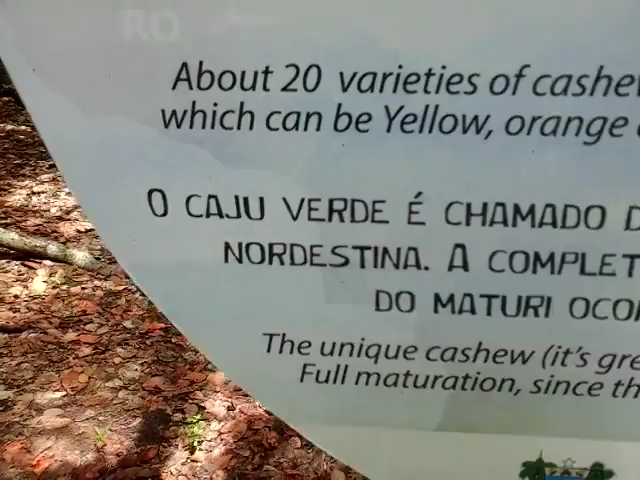 RO
About 20 varieties of cashe
which can be Yellow, orange
O CAJU VERDE É CHAMADO D
NORDESTINA. A COMPLET
DO MATURI OCO
The unique cashew (it's gre
Full maturation, since th